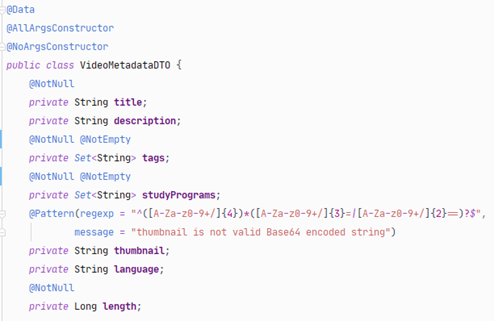 @Data
@AllArgsConstructor
@NoArgsConstructor
public class VideoMetadataDTO {
@NotNull
private String title;
private String description;
@NotNull @NotEmpty
private Set<String> tags;
@NotNull @NotEmpty
private Set<String> studyPrograms;
@Pattern(regexp = "^([A-Za-z0-9+/]{4})*([A-Za-z0-9+/]{3}=|[A-Za-z0-9+/]{2}==)?$",
message = "thumbnail is not valid Base64 encoded string")
private String thumbnail;
private String language;
@NotNull
private Long length;